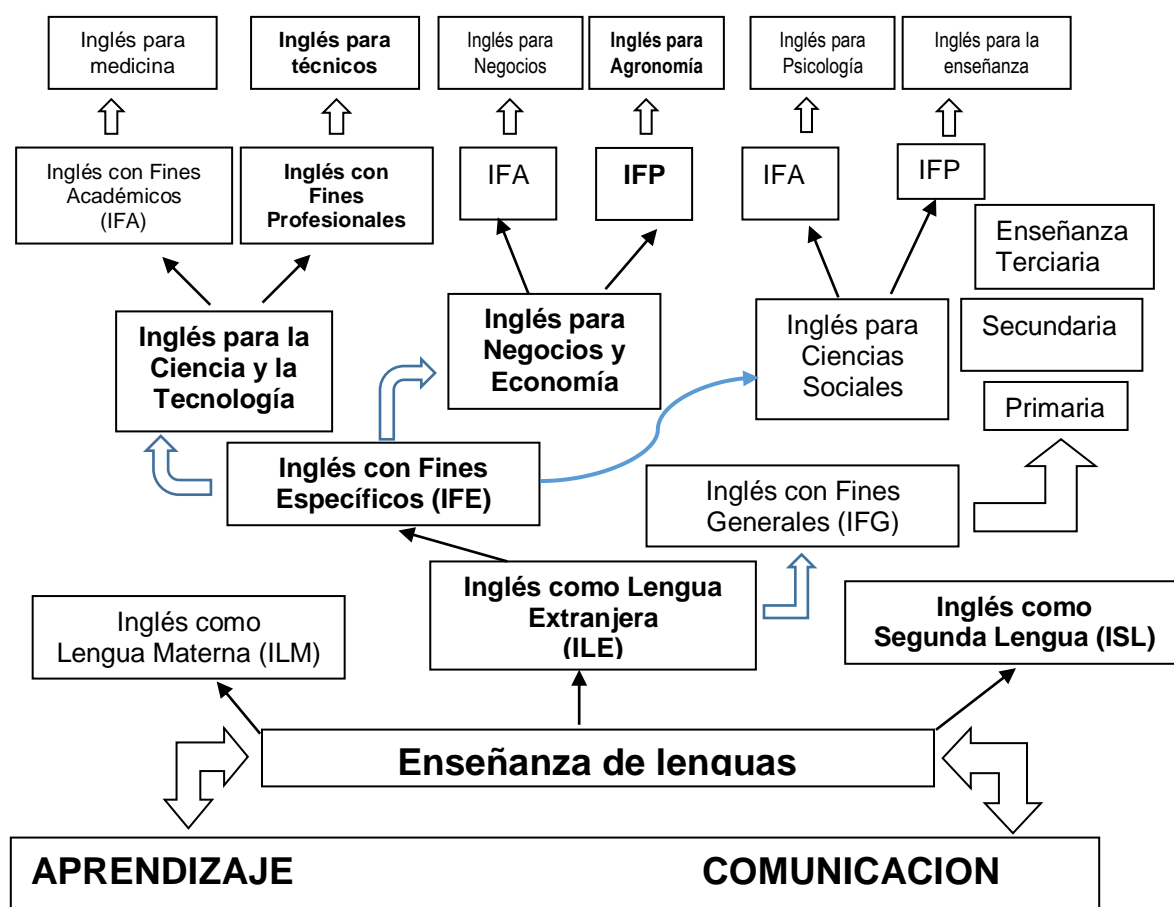 Inglés para
medicina
Inglés para
técnicos
Inglés para
Negocios
Inglés para
Agronomía
Inglés para
Psicología
Inglés para la
enseñanza
Inglés con Fines
Académicos
(IFA)
Inglés con
Fines
Profesionales
IFA
IFP
IFA
IFP
Enseñanza
Terciaria
Inglés para la
Ciencia y la
Tecnología
Inglés para
Negocios y
Economía
Inglés para
Ciencias
Sociales
Secundaria
Primaria
Inglés con Fines
Específicos (IFE)
Inglés con Fines
Generales (IFG)
Inglés como
Lengua Materna (ILM)
Inglés como Lengua
Extranjera
(ILE)
Inglés como
Segunda Lengua (ISL)
Enseñanza de lenguas
APRENDIZAJE COMUNICACION